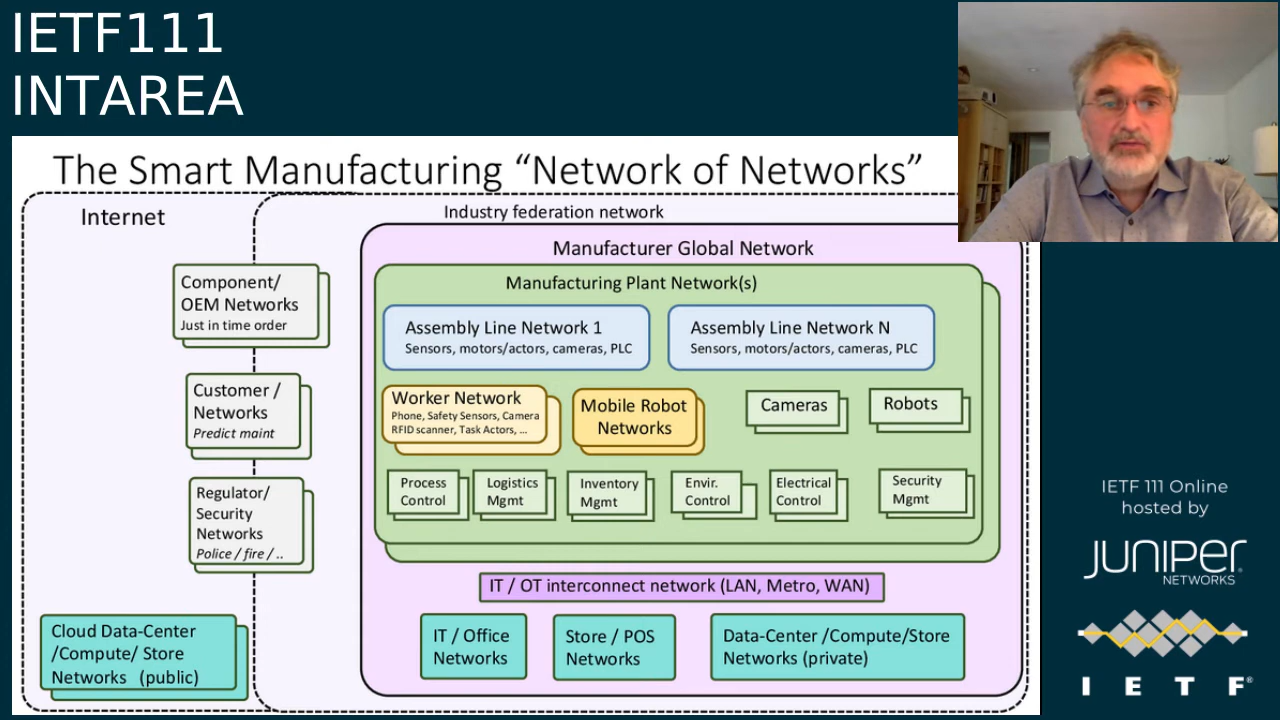 IETF111
INTAREA
The Smart Manufacturing “Network of Networks”
Internet
Industry federation network
Manufacturer Global Network
Manufacturing Plant Network(s)
Component/
OEM Networks
Just in time order
Assembly Line Network 1
Sensors, motors/actors, cameras, PLC
Assembly Line Network N
Sensors, motors/actors, cameras, PLC
Customer /
Networks
Predict maint
Worker Network
Phone, Safety Sensors, Camera
RFID scanner, Task Actors, ...
Mobile Robot
Networks
Cameras
Robots
Regulator/
Security
Networks
Police / fire / ..
Process
Control
Logistics
Mgmt
Inventory
Mgmt
Envir.
Control
Electrical
Control
Security
Mgmt
IT / OT interconnect network (LAN, Metro, WAN)
Cloud Data-Center
/Compute/ Store
Networks (public)
IT / Office
Networks
Store / POS
Networks
Data-Center /Compute/Store
Networks (private)
IETF 111 Online
hosted by
JUNIPER
NETWORKS
I E T F®